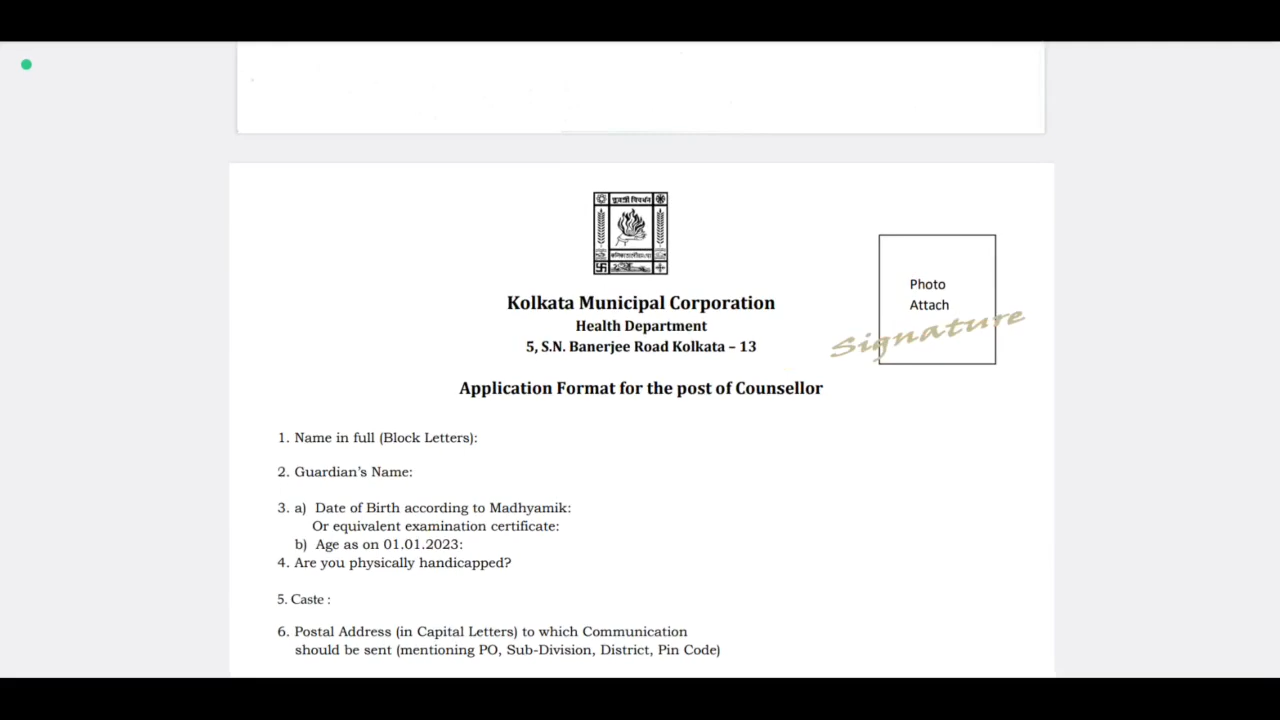 Kolkata Municipal Corporation
Health Department
5, S.N. Banerjee Road Kolkata – 13
Photo
Attach
Signature
Application Format for the post of Counsellor
1. Name in full (Block Letters):
2. Guardian's Name:
3. a) Date of Birth according to Madhyamik:
Or equivalent examination certificate:
b) Age as on 01.01.2023:
4. Are you physically handicapped?
5. Caste :
6. Postal Address (in Capital Letters) to which Communication
should be sent (mentioning PO, Sub-Division, District, Pin Code)